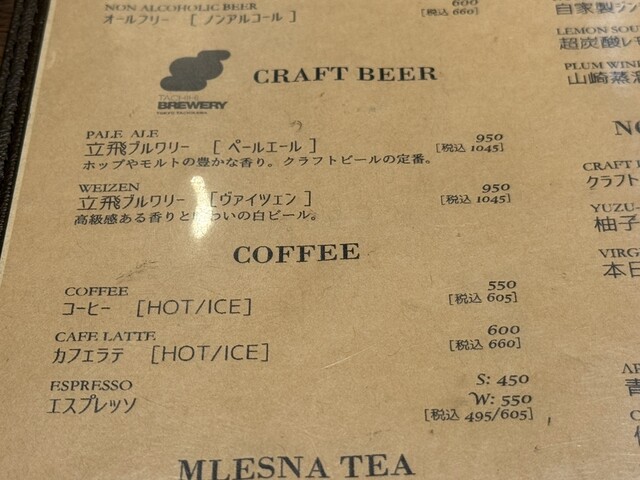 NON ALCOHOLIC BEER
オールフリー [ ノンアルコール ]
600
[税込 660]
自家製ジン
LEMON SOU
超炭酸レモ
PLUM WINE
山崎蒸溜
TACHIHI
BREWERY
CRAFT BEER
PALE ALE
立飛ブルワリー [ ペールエール ]
950
[税込 1045]
ホップやモルトの豊かな香り。クラフトビールの定番。
WEIZEN
立飛ブルワリー [ヴァイツェン ]
950
[税込 1045]
高級感ある香りと わいの白ビール。
COFFEE
COFFEE
コーヒー [HOT/ICE]
550
[税込 605]
CAFE LATTE
カフェラテ [HOT/ICE]
600
[税込 660]
ESPRESSO
エスプレッソ
S: 450
W: 550
[税込 495/605]
MLESNA TEA
NO
CRAFT
クラフト
YUZU-
柚子
VIRG
本日
青